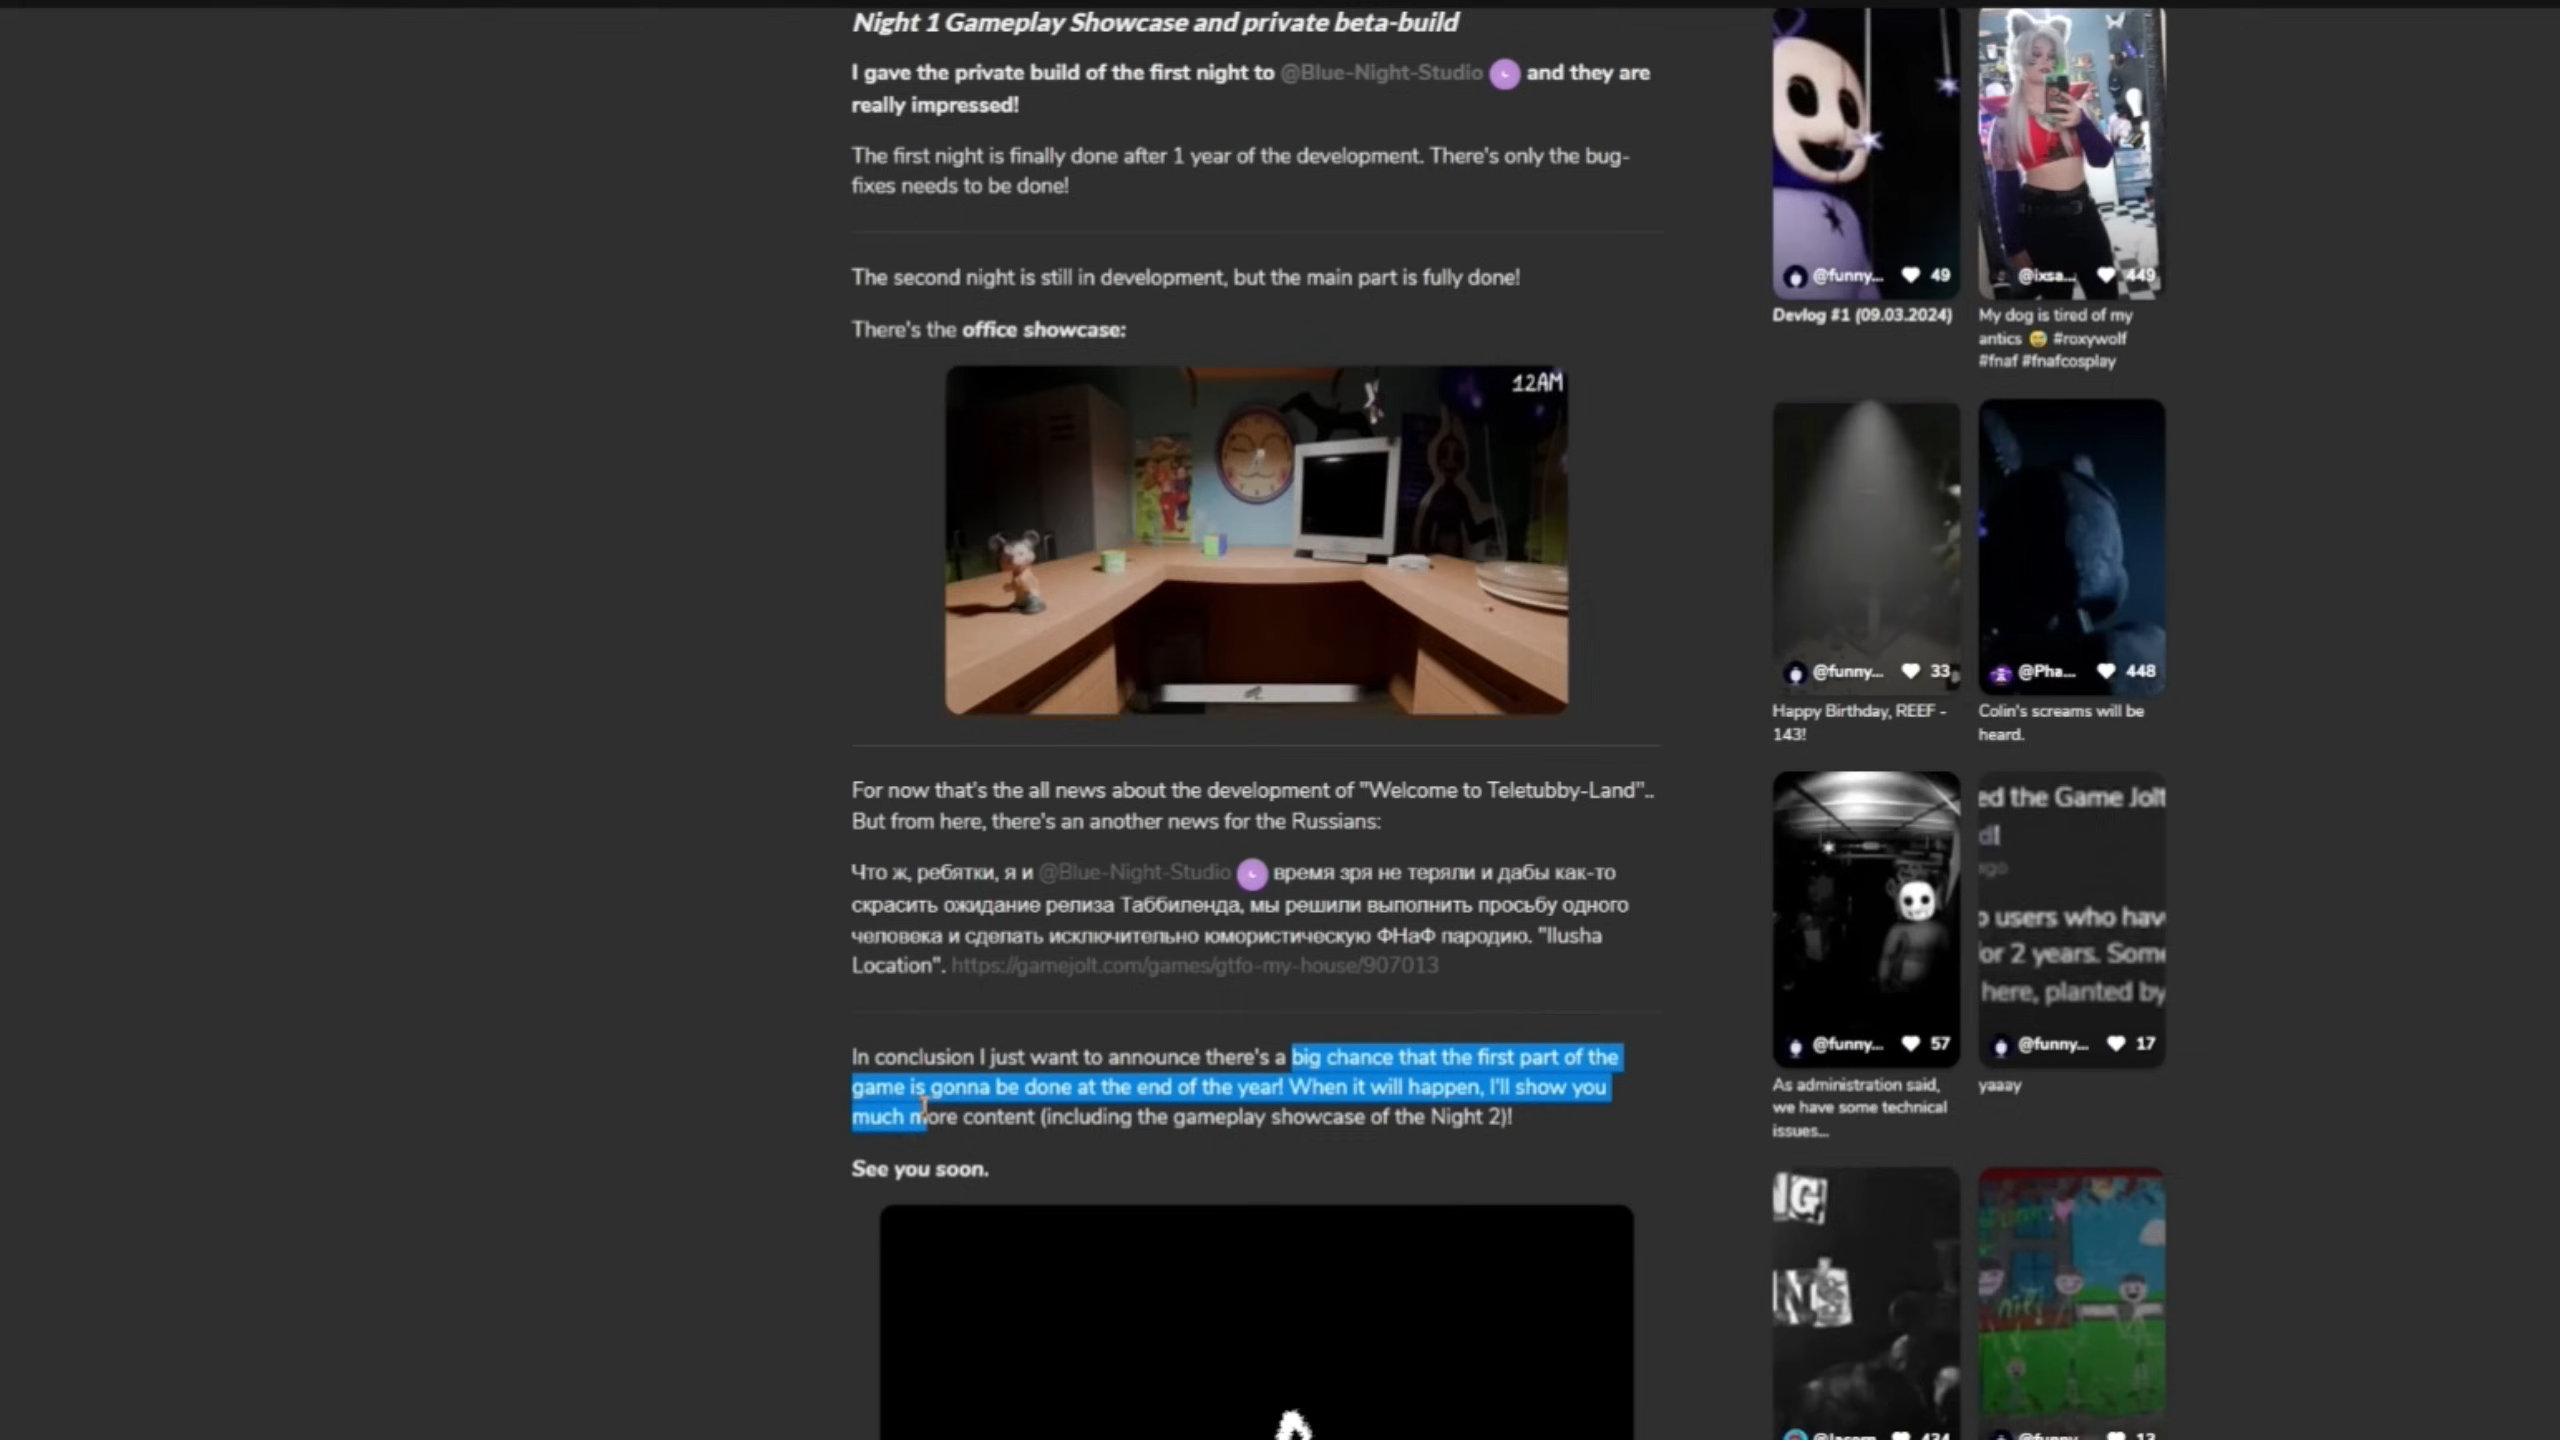 Night 1 Gameplay Showcase and private beta-build
I gave the private build of the first night to @Blue-Night-Studio and they are
really impressed!
The first night is finally done after 1 year of the development. There's only the bug-
fixes needs to be done!
The second night is still in development, but the main part is fully done!
There's the office showcase:
12AM
For now that's the all news about the development of "Welcome to Teletubby-Land"..
But from here, there's an another news for the Russians:
Что ж, ребятки, я и @Blue-Night-Studio время зря не теряли и дабы как-то
скрасить ожидание релиза Таббиленда, мы решили выполнить просьбу одного
человека и сделать исключительно юмористическую ФНаФ пародию. "Ilusha
Location". https://gamejolt.com/games/gtfo-my-house/907013
In conclusion I just want to announce there's a big chance that the first part of the
game is gonna be done at the end of the year! When it will happen, I'll show you
much more content (including the gameplay showcase of the Night 2)!
See you soon.
@funny... 49
Devlog #1 (09.03.2024)
@ixsa... 449
My dog is tired of my
antics 😅 #roxywolf
#fnaf #fnafcosplay
@funny... 33
Happy Birthday, REEF -
143!
@Pha... 448
Colin's screams will be
heard.
@funny... 57
As administration said,
we have some technical
issues...
ed the Game Jolt
d!
ago
o users who hav
for 2 years. Some
here, planted by
@funny... 17
yaaay
NG
NS
@lacorn 434
@funny... 13